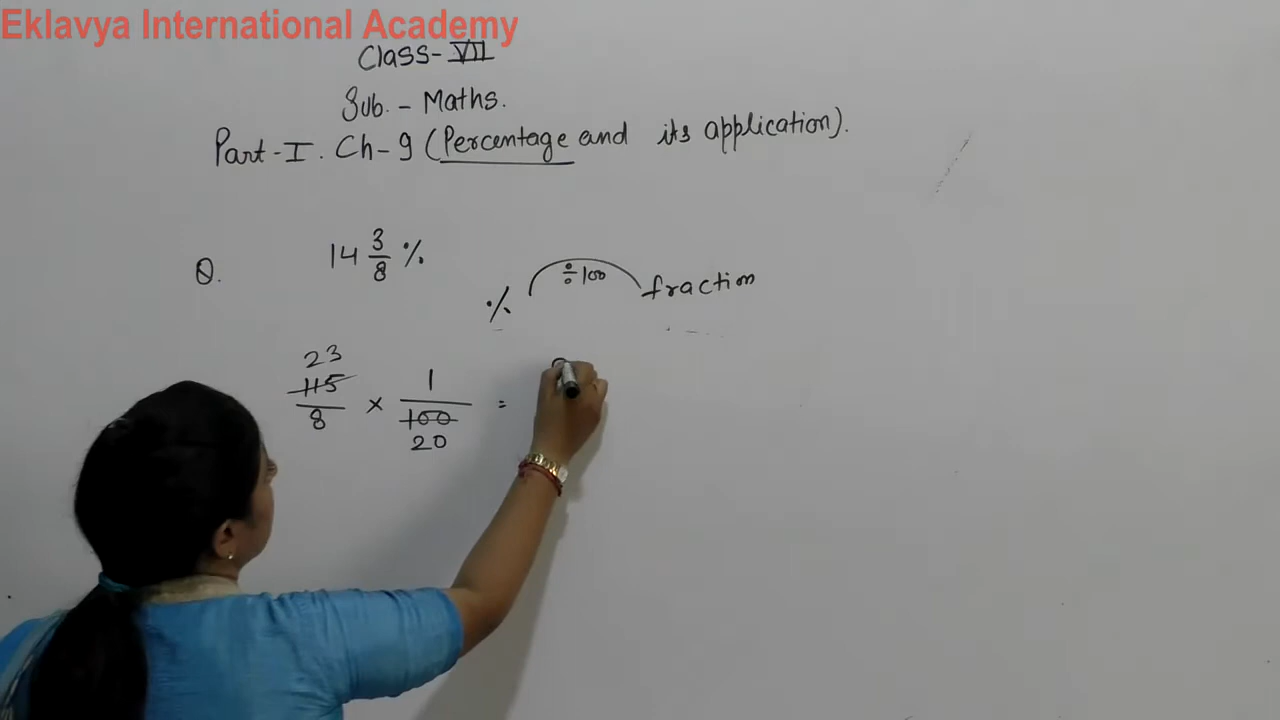 Eklavya International Academy
Class-VII
Sub. - Maths.
Part-I. Ch-9 (Percentage and its application).
Q. 14 3/8 %
% ÷100 fraction
23
115/8 × 1/100 =
20